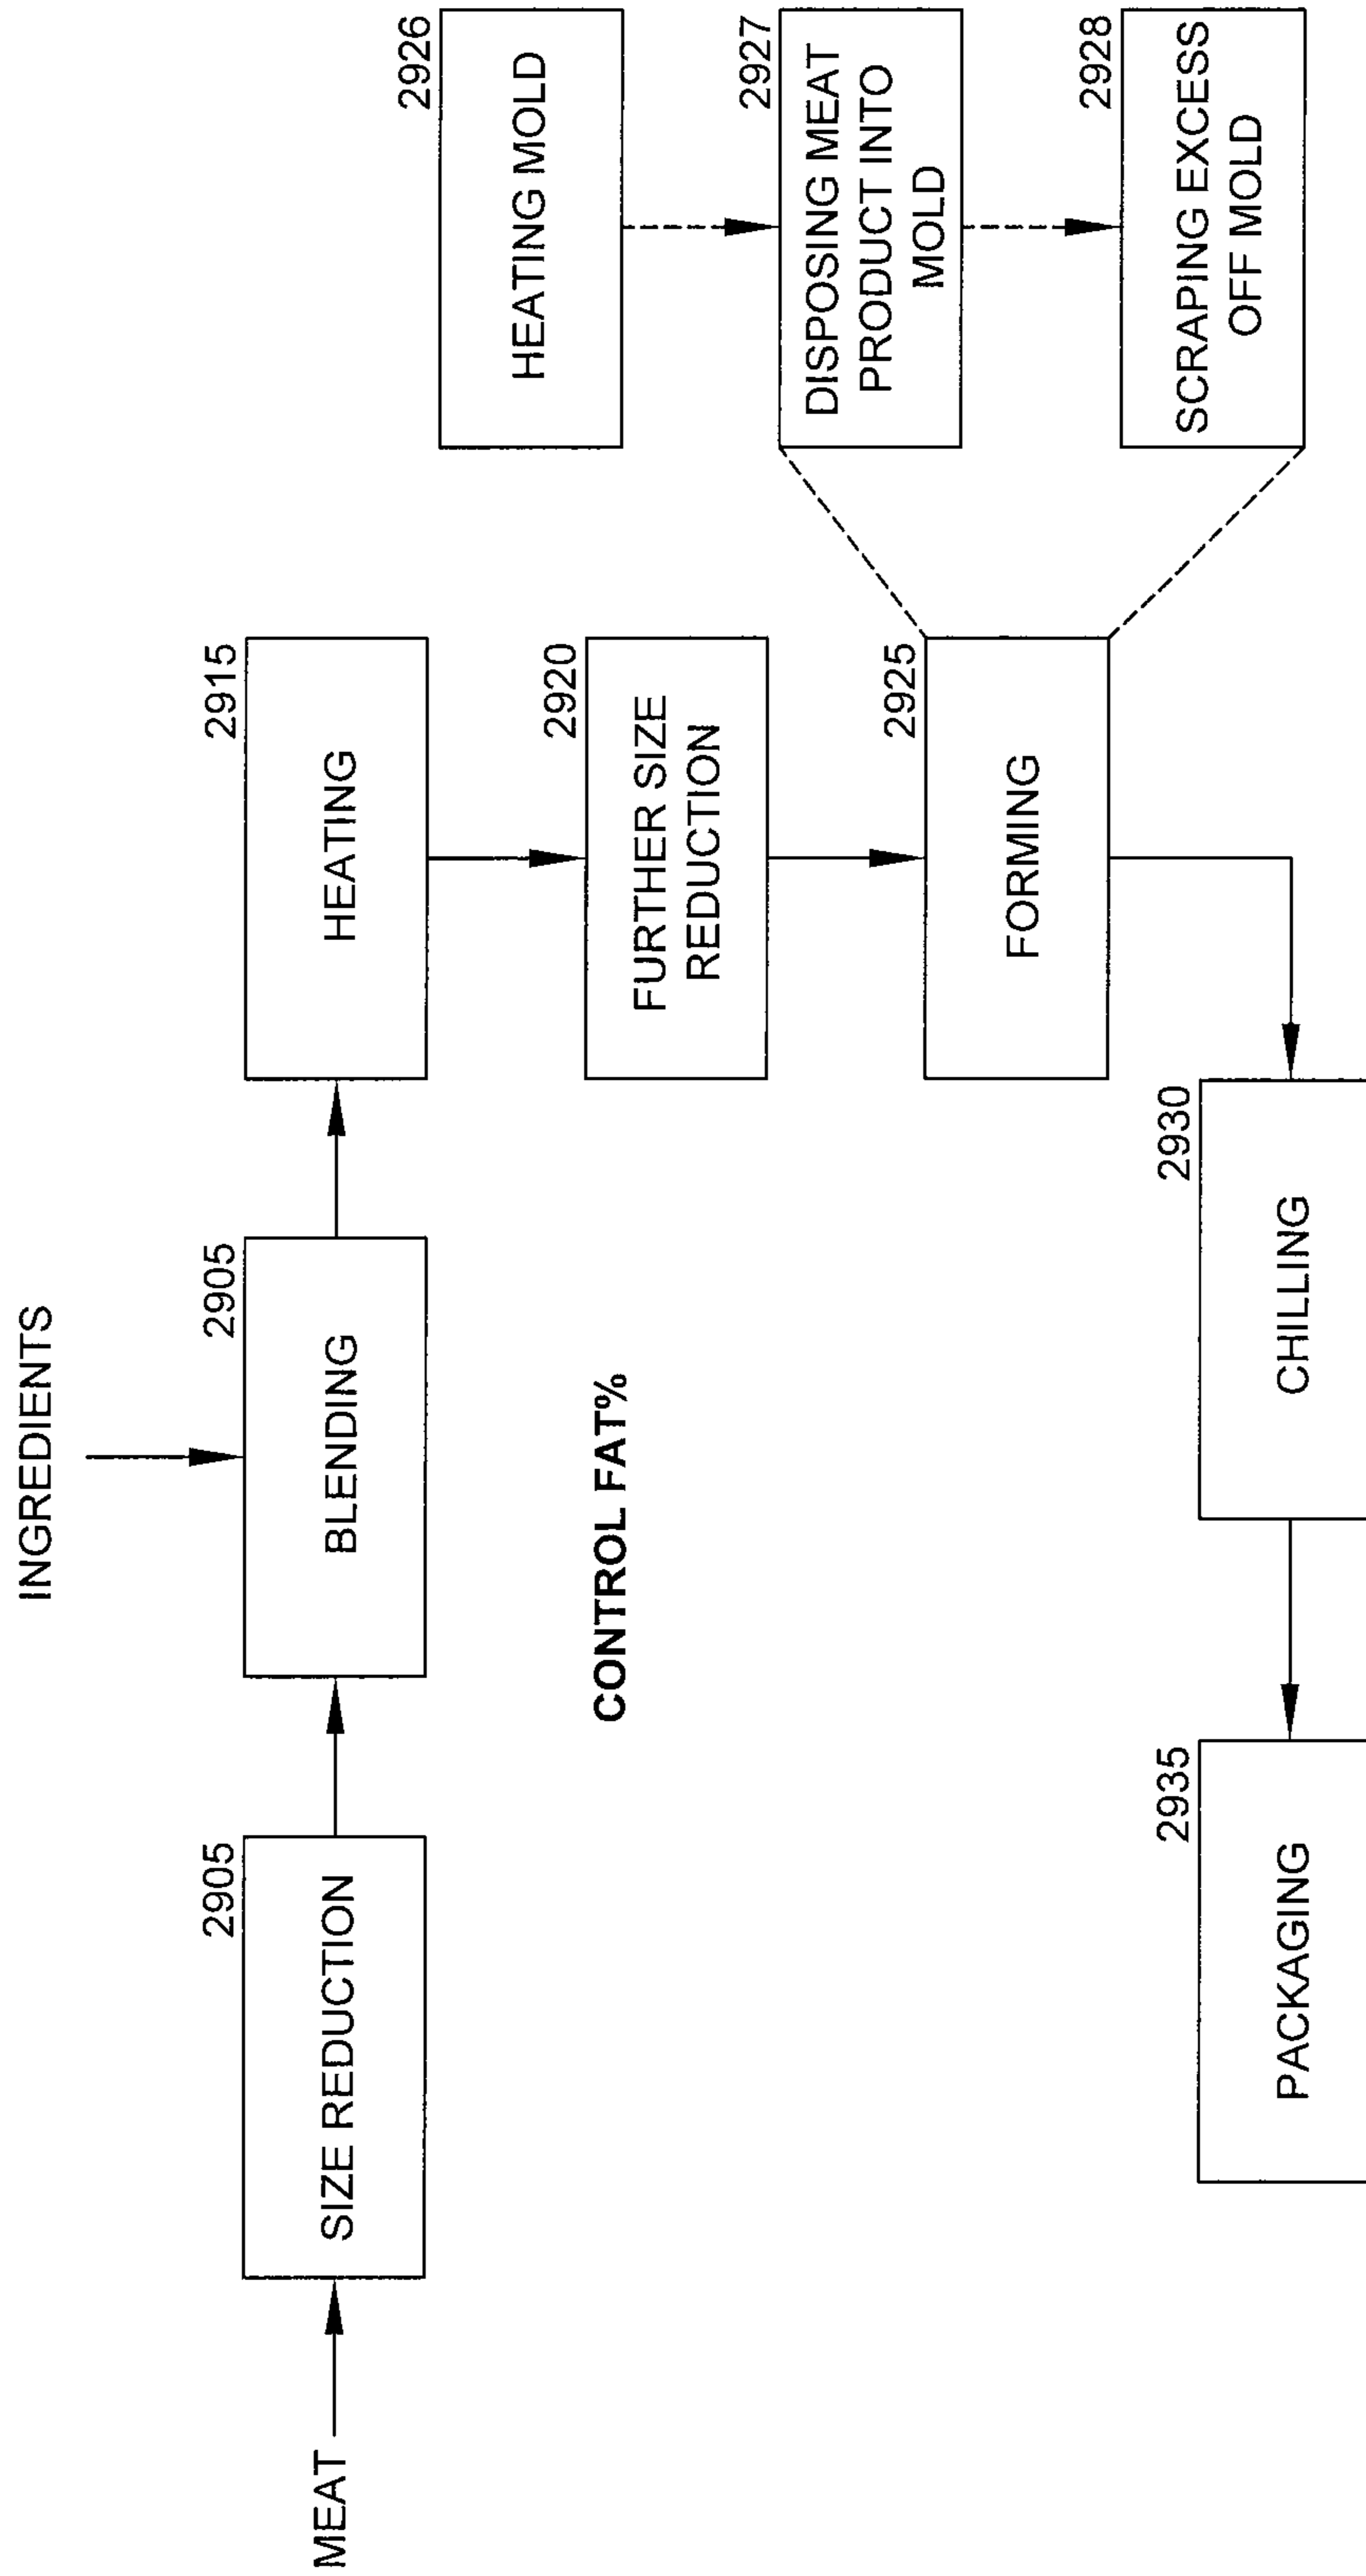 INGREDIENTS
MEAT
2905
SIZE REDUCTION
2905
BLENDING
2915
HEATING
CONTROL FAT%
2920
FURTHER SIZE
REDUCTION
2925
FORMING
2926
HEATING MOLD
2927
DISPOSING MEAT
PRODUCT INTO
MOLD
2928
SCRAPING EXCESS
OFF MOLD
2930
CHILLING
2935
PACKAGING